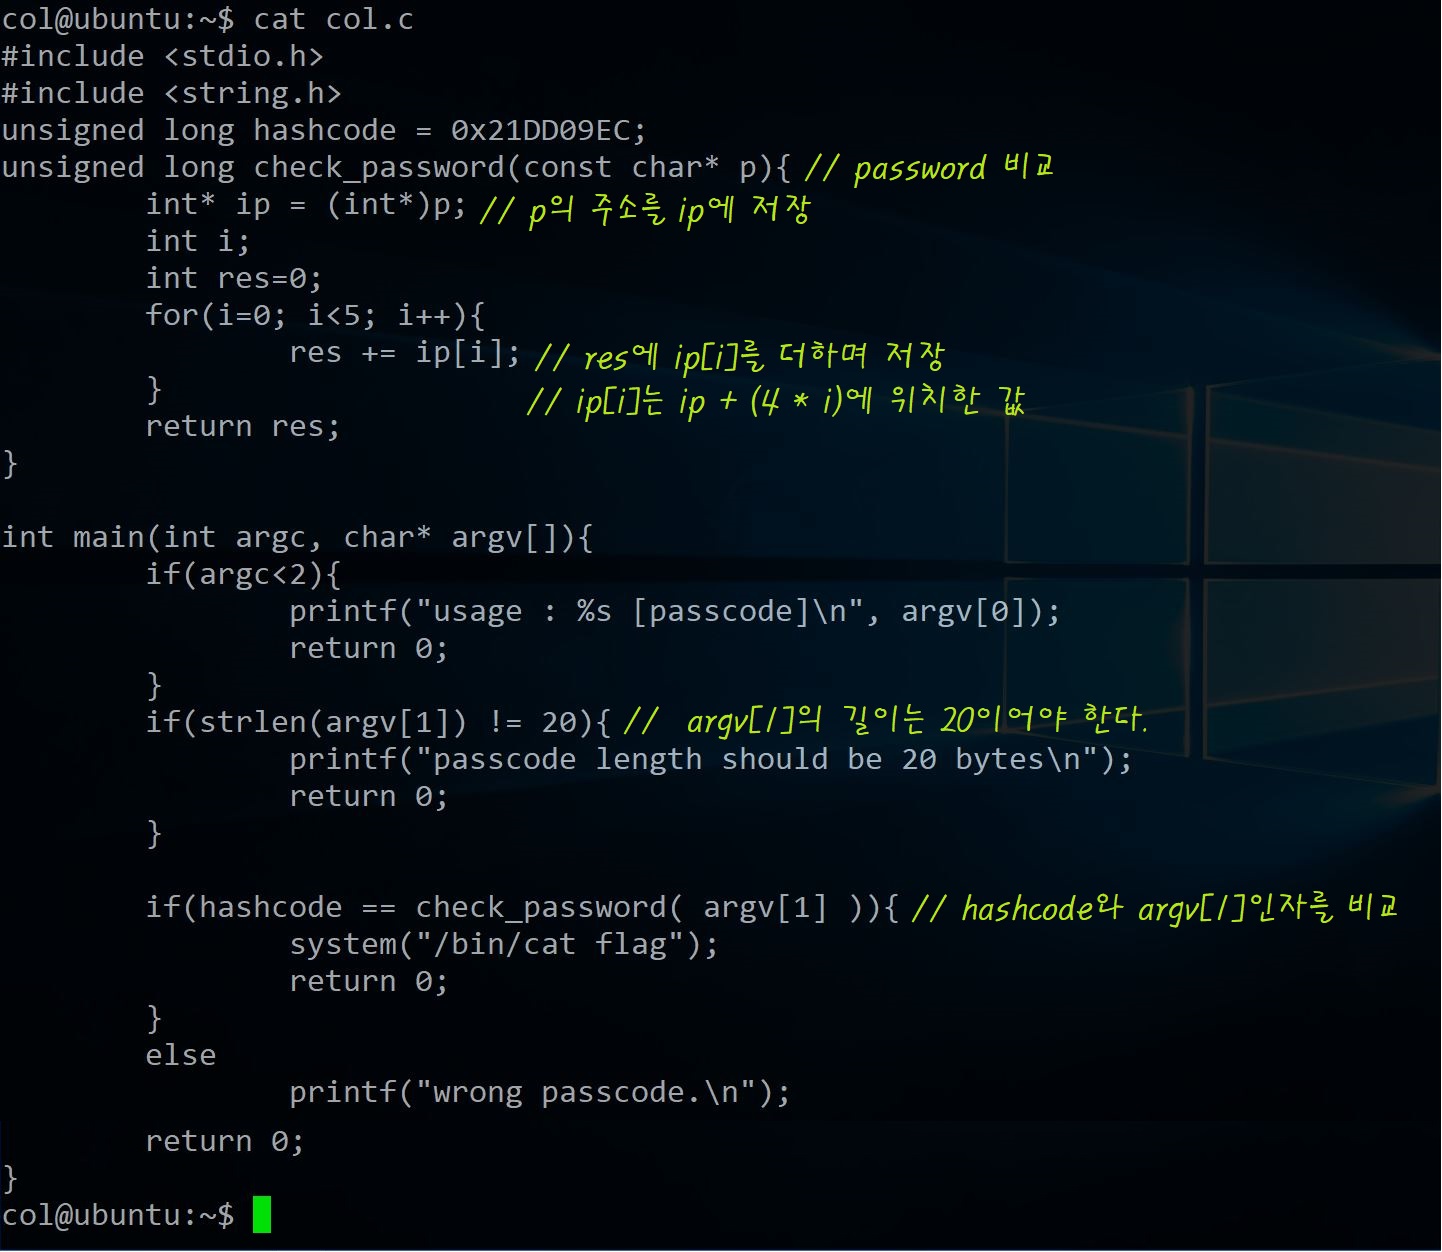 col@ubuntu:~$ cat col.c
#include <stdio.h>
#include <string.h>
unsigned long hashcode = 0x21DD09EC;
unsigned long check_password(const char* p){ // password 비교
        int* ip = (int*)p; // p의 주소를 ip에 저장
        int i;
        int res=0;
        for(i=0; i<5; i++){
                res += ip[i]; // res에 ip[i]를 더하며 저장
        } // ip[i]는 ip + (4 * i)에 위치한 값
        return res;
}

int main(int argc, char* argv[]){
        if(argc<2){
                printf("usage : %s [passcode]\n", argv[0]);
                return 0;
        }
        if(strlen(argv[1]) != 20){ // argv[1]의 길이는 20이어야 한다.
                printf("passcode length should be 20 bytes\n");
                return 0;
        }

        if(hashcode == check_password( argv[1] )){ // hashcode와 argv[1]인자를 비교
                system("/bin/cat flag");
                return 0;
        }
        else
                printf("wrong passcode.\n");
        return 0;
}
col@ubuntu:~$